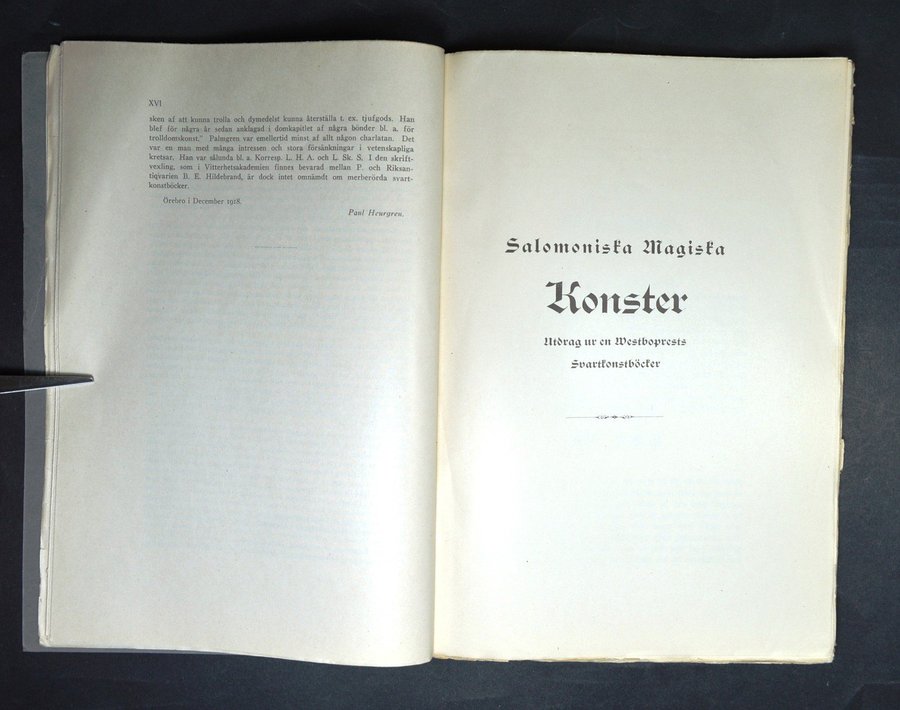 XVI
sken af att kunna trolla och dymedelst kunna återställa t. ex. tjufgods. Han
blef för några år sedan anklagad i domkapitlet af några bönder bl. a. för
trolldomskonst." Palmgren var emellertid minst af allt någon charlatan. Det
var en man med många intressen och stora försänkningar i vetenskapliga
kretsar. Han var sålunda bl. a. Korresp. L. H. A. och L. Sk. S. I den skrift-
vexling, som i Vitterhetsakademien finnes bevarad mellan P. och Riksan-
tiqvarien B. E. Hildebrand, är dock intet omnämdt om merberörda svart-
konstböcker.
Örebro i December 1918.
Paul Heurgren.
Salomoniska Magiska
Konster
Utdrag ur en Westboprests
Svartkonstböcker